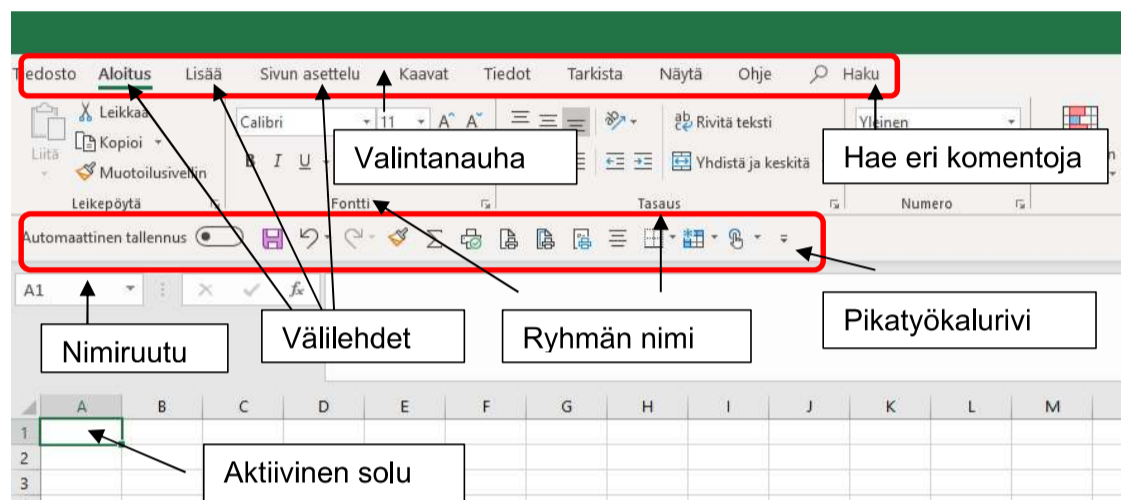 Tiedosto Aloitus Lisää Sivun asettelu Kaavat Tiedot Tarkista Näytä Ohje Haku
Leikkaa
Calibri 11 A A
Rivitä teksti
Yleinen
Liitä
Kopioi
B I U
Valintanauha
Yhdistä ja keskitä
Hae eri komentoja
Muotoilusivellin
Leikepöytä Fontti Tasaus Numero
Automaattinen tallennus
A1
fx
Nimiruutu
Välilehdet
Ryhmän nimi
Pikatyökalurivi
A B C D E F G H I J K L M
1
2
3
Aktiivinen solu